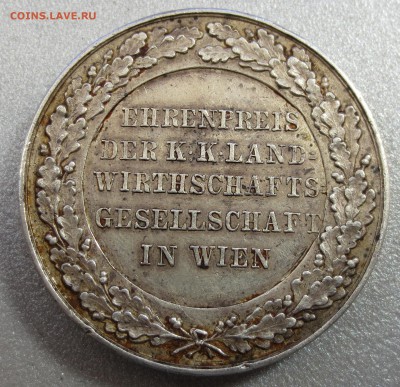 COINS.LAVE.RU
EHRENPREIS
DER K: K: LAND-
WIRTHSCHAFTS-
GESELLSCHAFT
IN WIEN